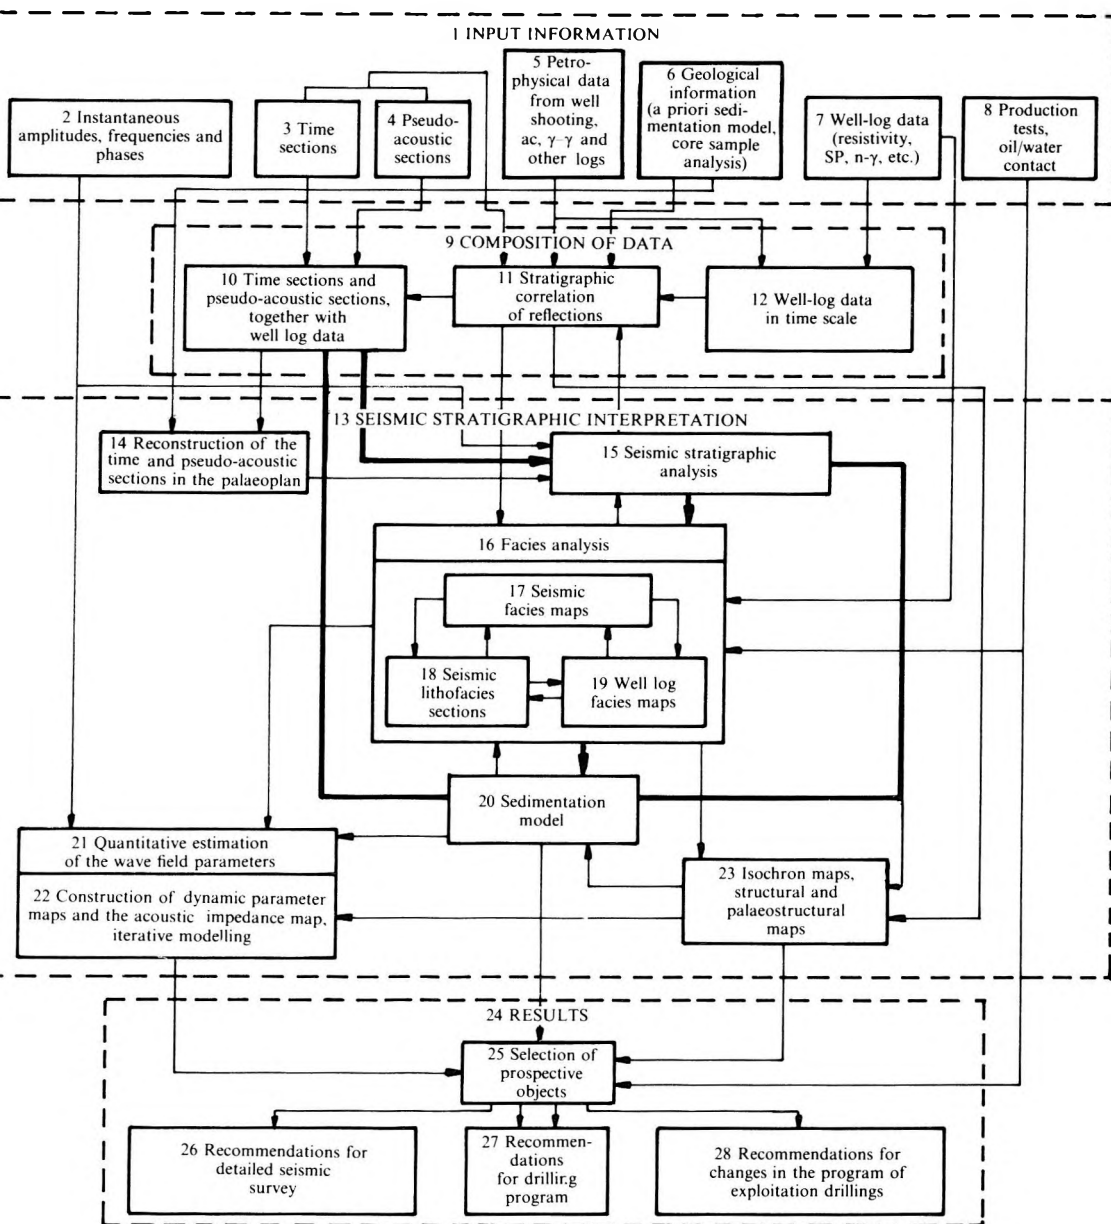 1 INPUT INFORMATION
2 Instantaneous
amplitudes, frequencies and
phases
3 Time
sections
4 Pseudo-
acoustic
sections
5 Petro-
physical data
from well
shooting,
ac, γ-γ and
other logs
6 Geological
information
(a priori sedi-
mentation model,
core sample
analysis)
7 Well-log data
(resistivity,
SP, n-γ, etc.)
8 Production
tests,
oil/water
contact
9 COMPOSITION OF DATA
10 Time sections and
pseudo-acoustic sections,
together with
well log data
11 Stratigraphic
correlation
of reflections
12 Well-log data
in time scale
13 SEISMIC STRATIGRAPHIC INTERPRETATION
14 Reconstruction of the
time and pseudo-acoustic
sections in the palaeoplan
15 Seismic stratigraphic
analysis
16 Facies analysis
17 Seismic
facies maps
18 Seismic
lithofacies
sections
19 Well log
facies maps
20 Sedimentation
model
21 Quantitative estimation
of the wave field parameters
22 Construction of dynamic parameter
maps and the acoustic impedance map,
iterative modelling
23 Isochron maps,
structural and
palaeostructural
maps
24 RESULTS
25 Selection of
prospective
objects
26 Recommendations for
detailed seismic
survey
27 Recommen-
dations
for drillir.g
program
28 Recommendations for
changes in the program of
exploitation drillings